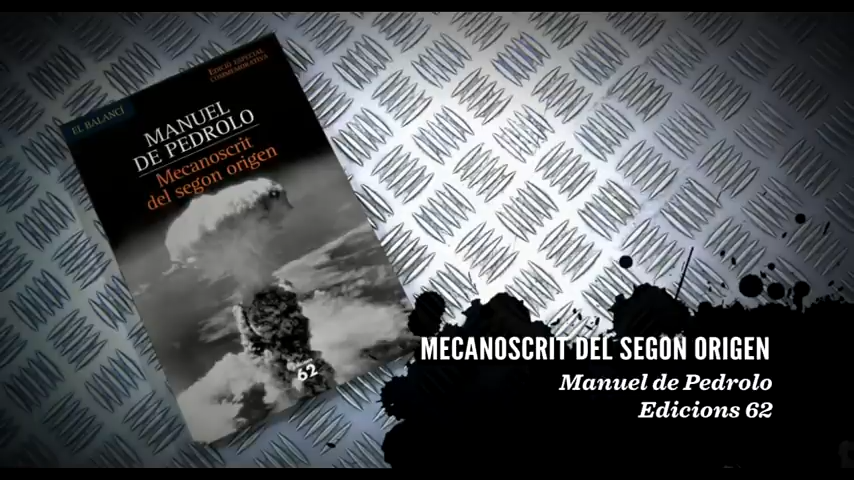 EDICIÓ ESPECIAL
COMMEMORATIVA
EL BALANCÍ
MANUEL
DE PEDROLO
Mecanoscrit
del segon origen
62
MECANOSCRIT DEL SEGON ORIGEN
Manuel de Pedrolo
Edicions 62